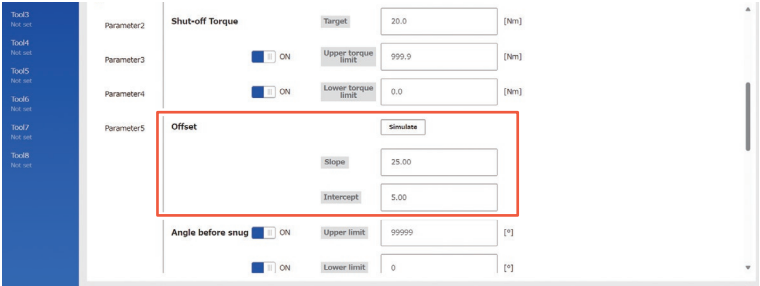 Tool3
Not set
Tool4
Not set
Tool5
Not set
Tool6
Not set
Tool7
Not set
Tool8
Not set
Parameter2
Parameter3
Parameter4
Parameter5
Shut-off Torque Target 20.0 [Nm]
ON Upper torque limit 999.9 [Nm]
ON Lower torque limit 0.0 [Nm]
Offset Simulate
Slope 25.00
Intercept 5.00
Angle before snug ON Upper limit 99999 [°]
ON Lower limit 0 [°]